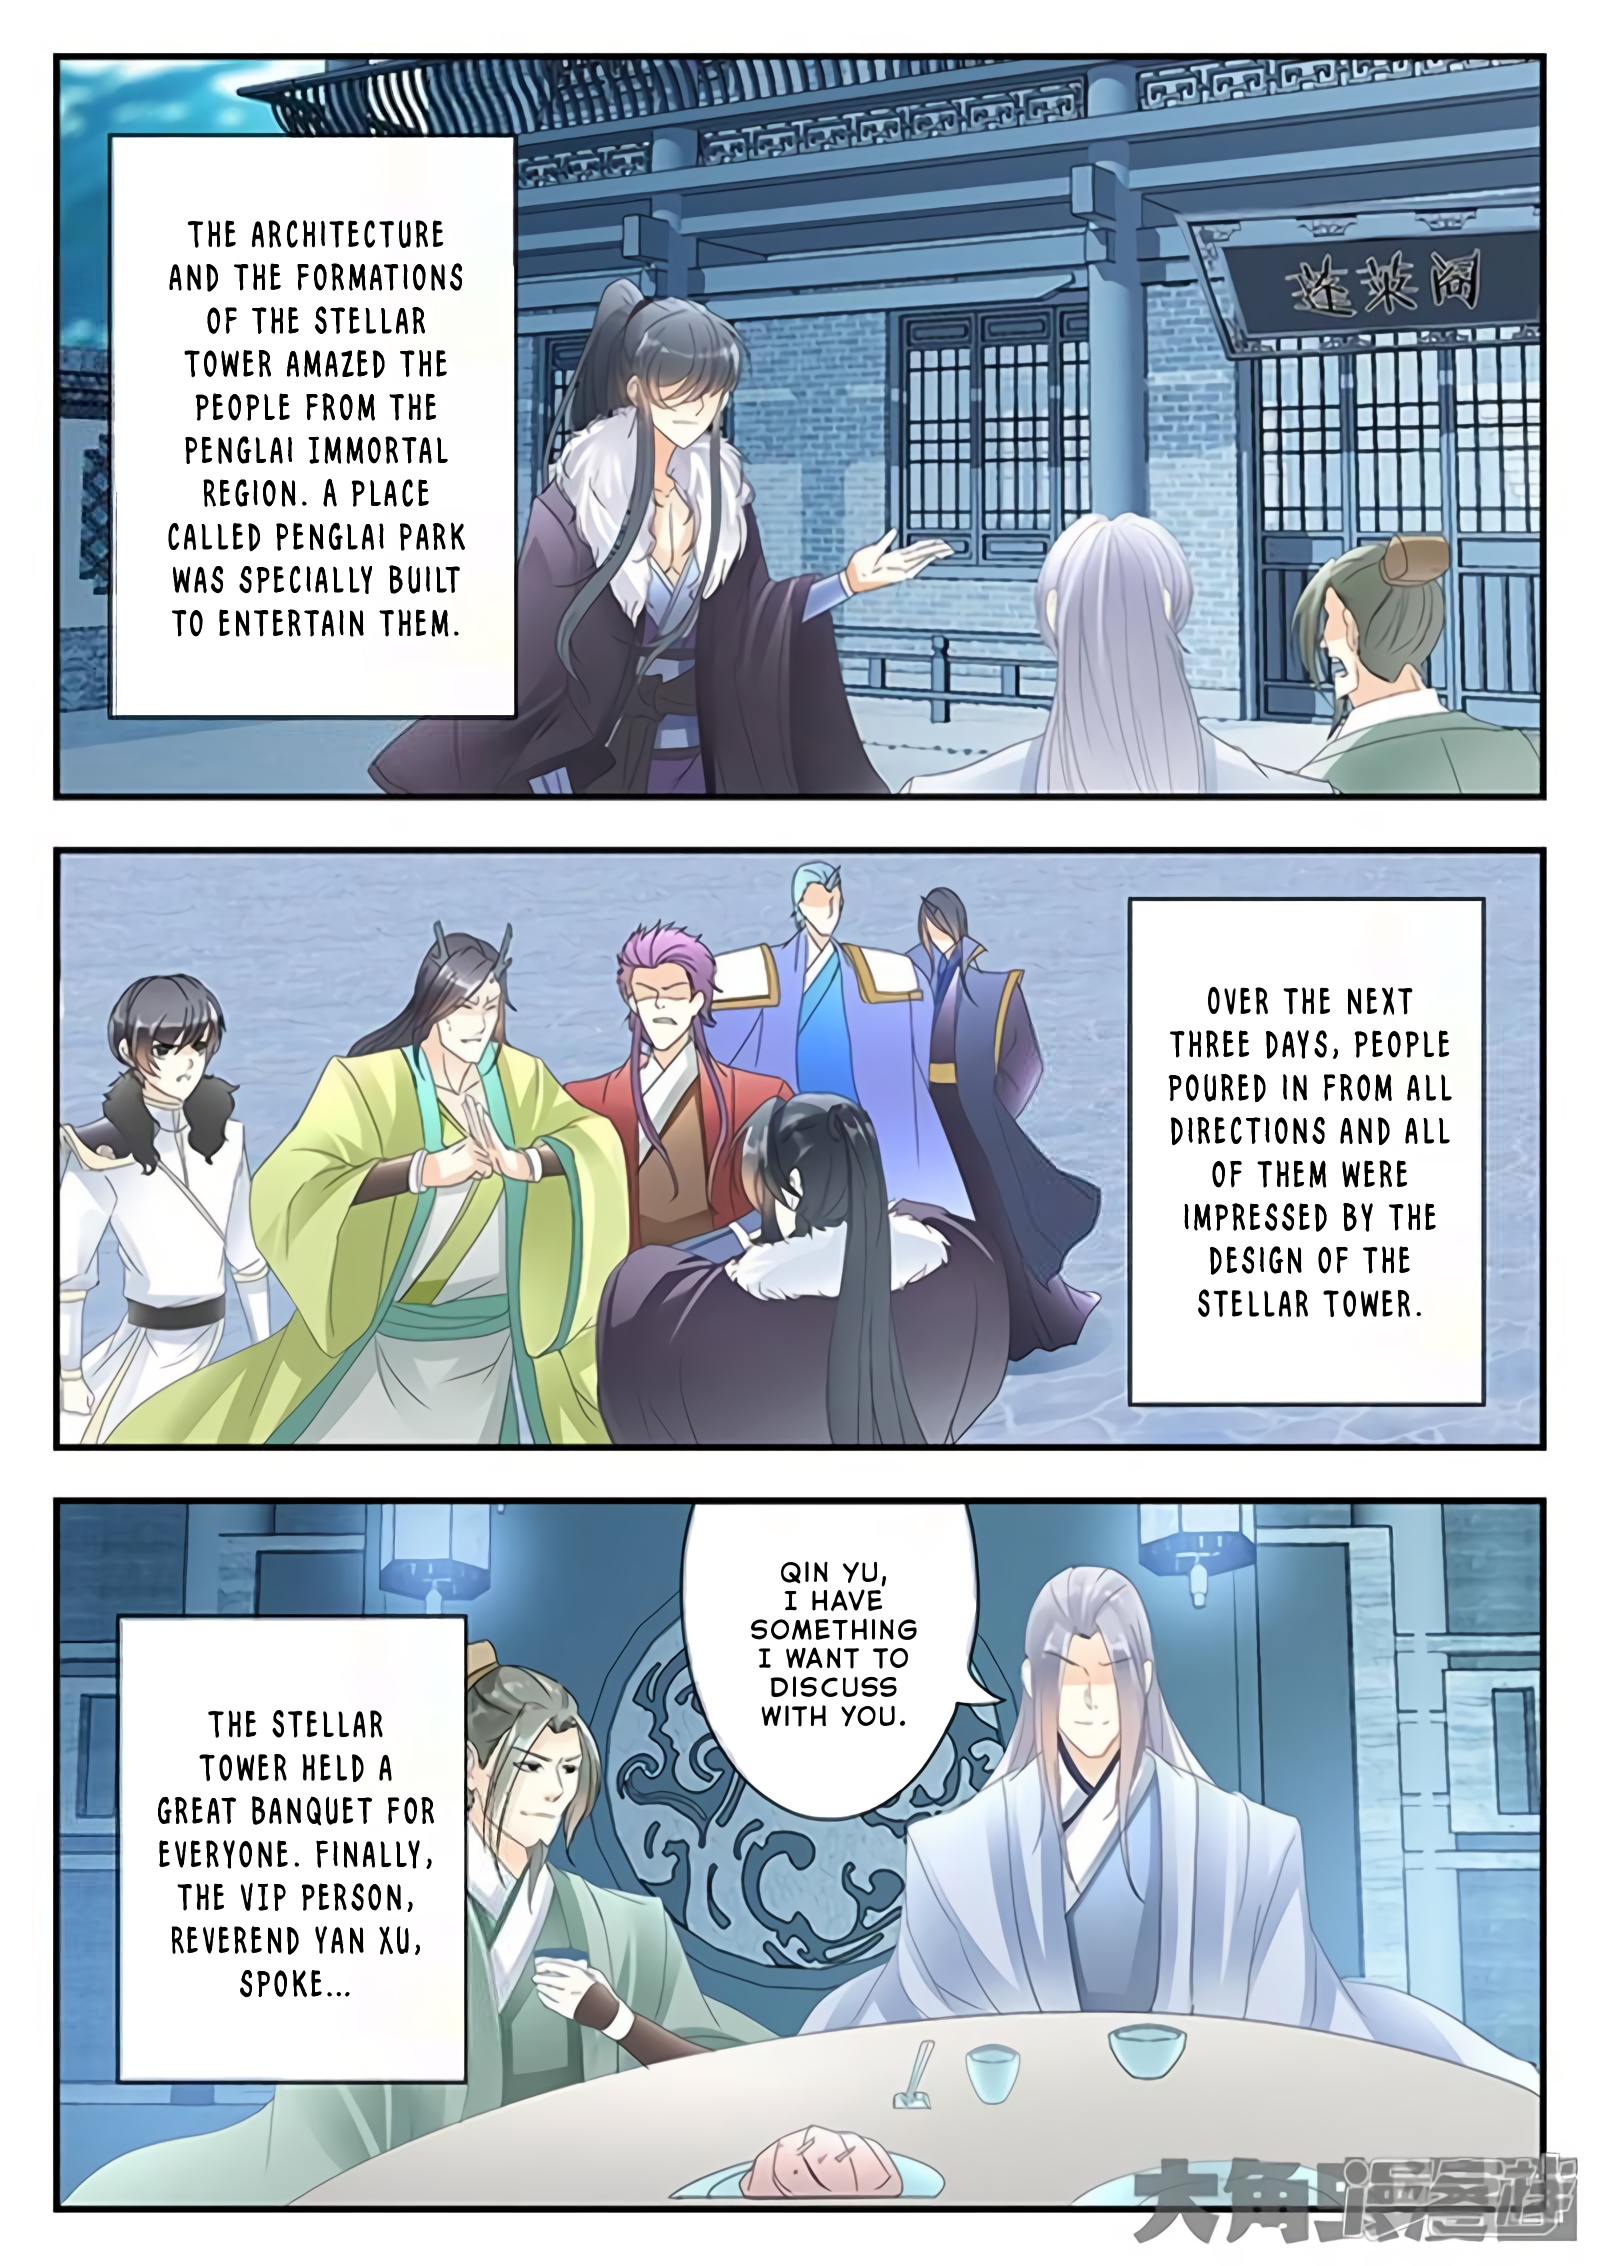 THE ARCHITECTURE
AND THE FORMATIONS
OF THE STELLAR
TOWER AMAZED THE
PEOPLE FROM THE
PENGLAI IMMORTAL
REGION. A PLACE
CALLED PENGLAI PARK
WAS SPECIALLY BUILT
TO ENTERTAIN THEM.
蓬莱阁
OVER THE NEXT
THREE DAYS, PEOPLE
POURED IN FROM ALL
DIRECTIONS AND ALL
OF THEM WERE
IMPRESSED BY THE
DESIGN OF THE
STELLAR TOWER.
QIN YU,
I HAVE
SOMETHING
I WANT TO
DISCUSS
WITH YOU.
THE STELLAR
TOWER HELD A
GREAT BANQUET FOR
EVERYONE. FINALLY,
THE VIP PERSON,
REVEREND YAN XU,
SPOKE...
大角